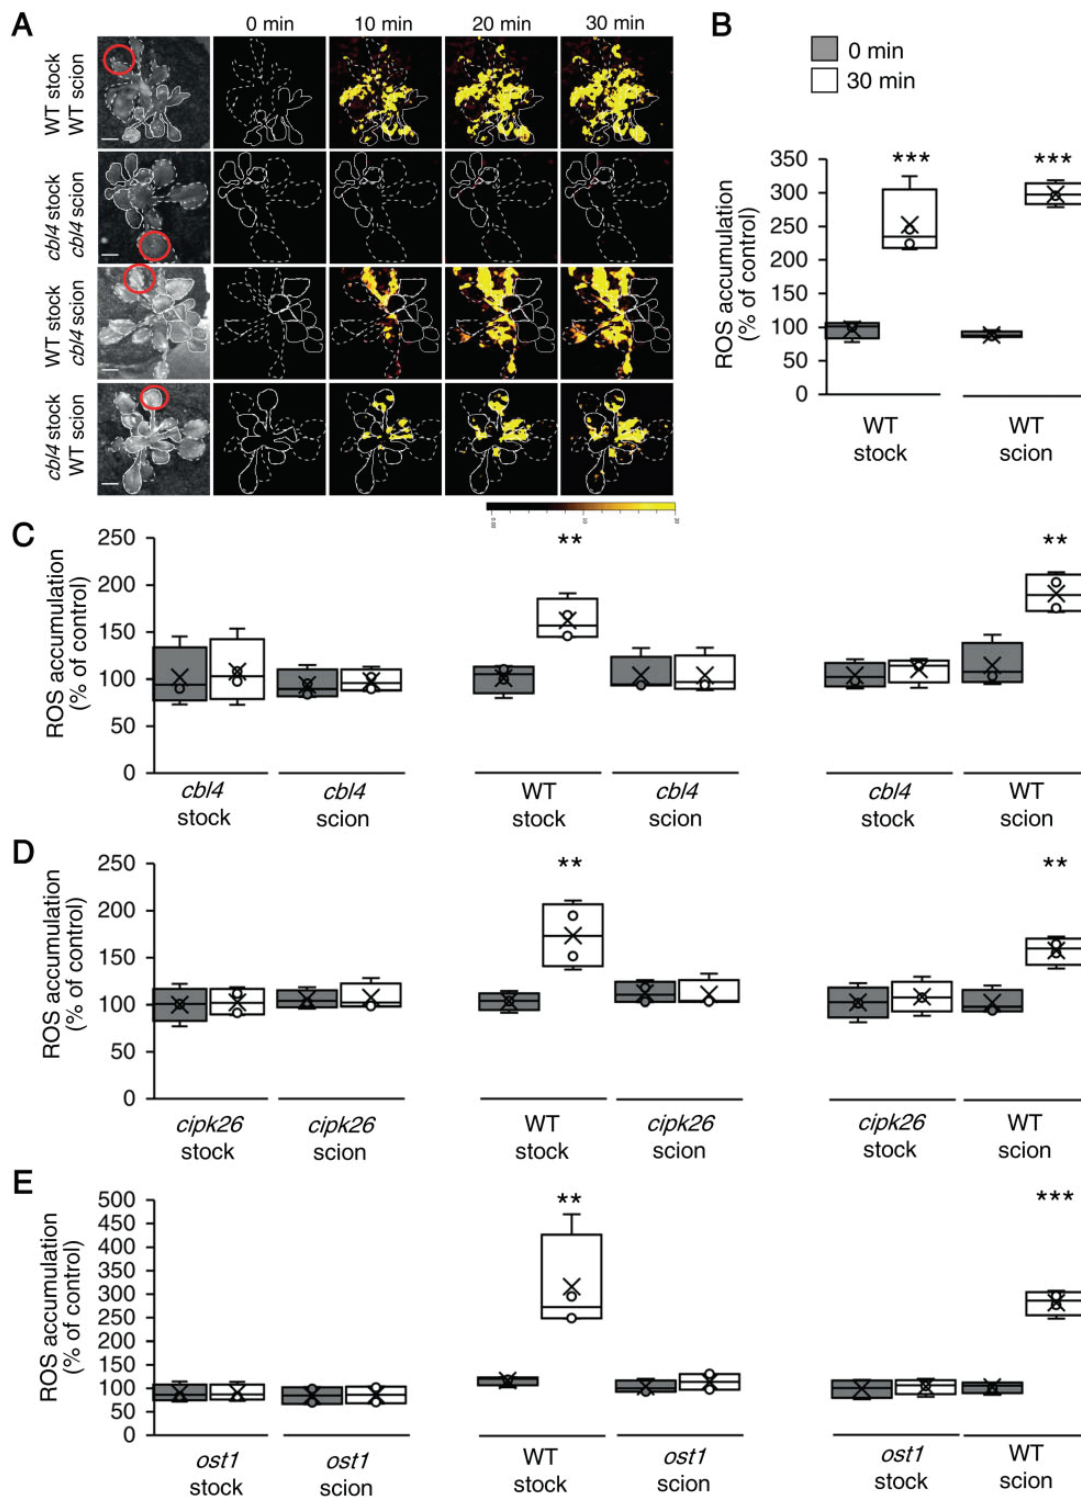 A
0 min
10 min
20 min
30 min
WT stock
WT scion
cbl4 stock
cbl4 scion
WT stock
cbl4 scion
cbl4 stock
WT scion
0.00
10
20
B
0 min
30 min
ROS accumulation
(% of control)
350
300
250
200
150
100
50
0
***
***
WT
stock
WT
scion
C
ROS accumulation
(% of control)
250
200
150
100
50
0
**
**
cbl4
stock
cbl4
scion
WT
stock
cbl4
scion
cbl4
stock
WT
scion
D
ROS accumulation
(% of control)
250
200
150
100
50
0
**
**
cipk26
stock
cipk26
scion
WT
stock
cipk26
scion
cipk26
stock
WT
scion
E
ROS accumulation
(% of control)
500
450
400
350
300
250
200
150
100
50
0
**
***
ost1
stock
ost1
scion
WT
stock
ost1
scion
ost1
stock
WT
scion